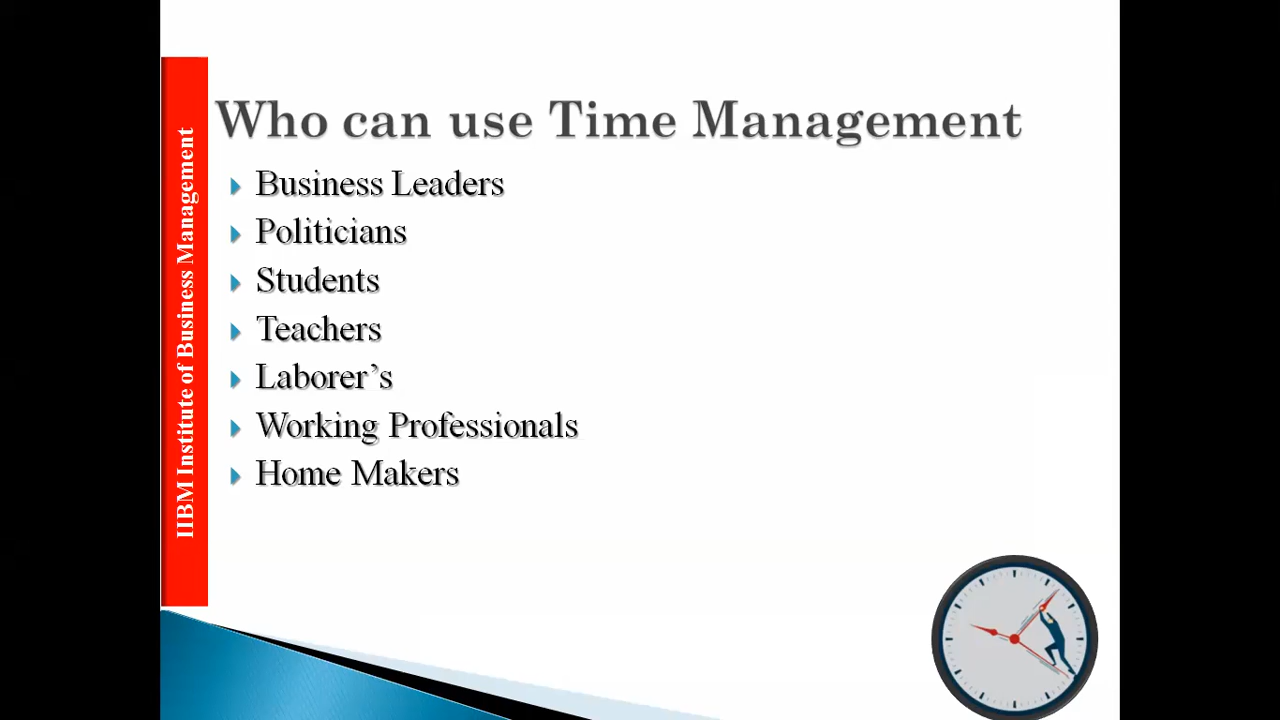 Who can use Time Management
Business Leaders
Politicians
Students
Teachers
Laborer’s
Working Professionals
Home Makers
IIBM Institute of Business Management